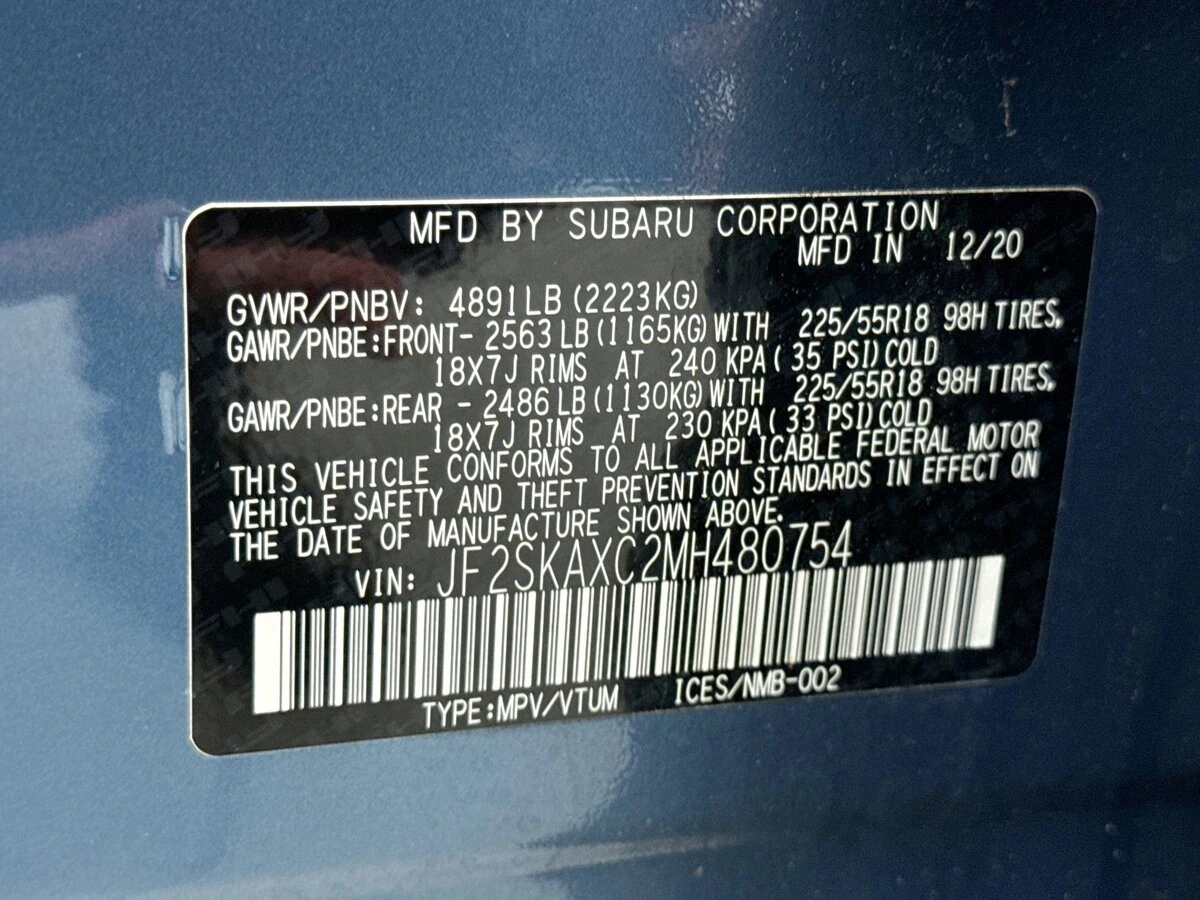 MFD BY SUBARU CORPORATION
MFD IN 12/20
GVWR/PNBV: 4891LB (2223KG)
GAWR/PNBE:FRONT- 2563 LB (1165KG) WITH 225/55R18 98H TIRES,
18X7J RIMS AT 240 KPA ( 35 PSI) COLD
GAWR/PNBE:REAR - 2486 LB (1130KG) WITH 225/55R18 98H TIRES,
18X7J RIMS AT 230 KPA ( 33 PSI) COLD
THIS VEHICLE CONFORMS TO ALL APPLICABLE FEDERAL MOTOR
VEHICLE SAFETY AND THEFT PREVENTION STANDARDS IN EFFECT ON
THE DATE OF MANUFACTURE SHOWN ABOVE.
VIN: JF2SKAXC2MH480754
TYPE:MPV/VTUM ICES/NMB-002